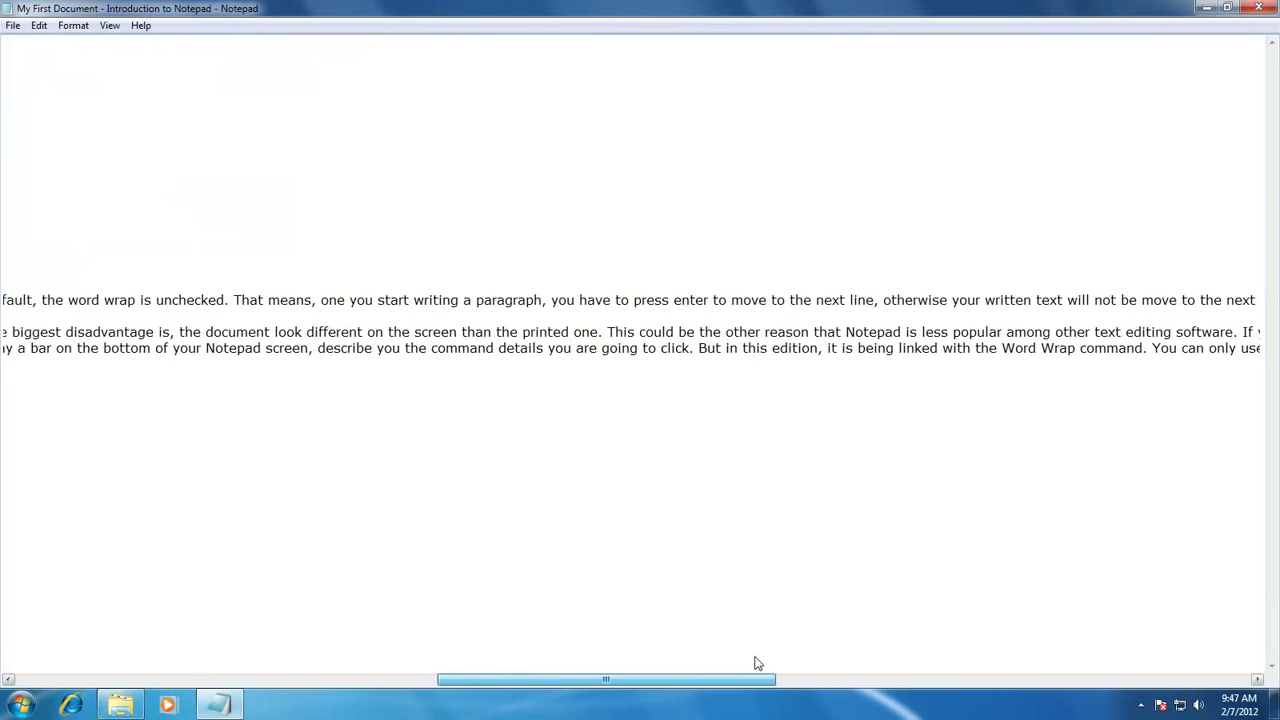 My First Document - Introduction to Notepad - Notepad
File Edit Format View Help
fault, the word wrap is unchecked. That means, one you start writing a paragraph, you have to press enter to move to the next line, otherwise your written text will not be move to the next
biggest disadvantage is, the document look different on the screen than the printed one. This could be the other reason that Notepad is less popular among other text editing software. If
a bar on the bottom of your Notepad screen, describe you the command details you are going to click. But in this edition, it is being linked with the Word Wrap command. You can only use
9:47 AM
2/7/2012